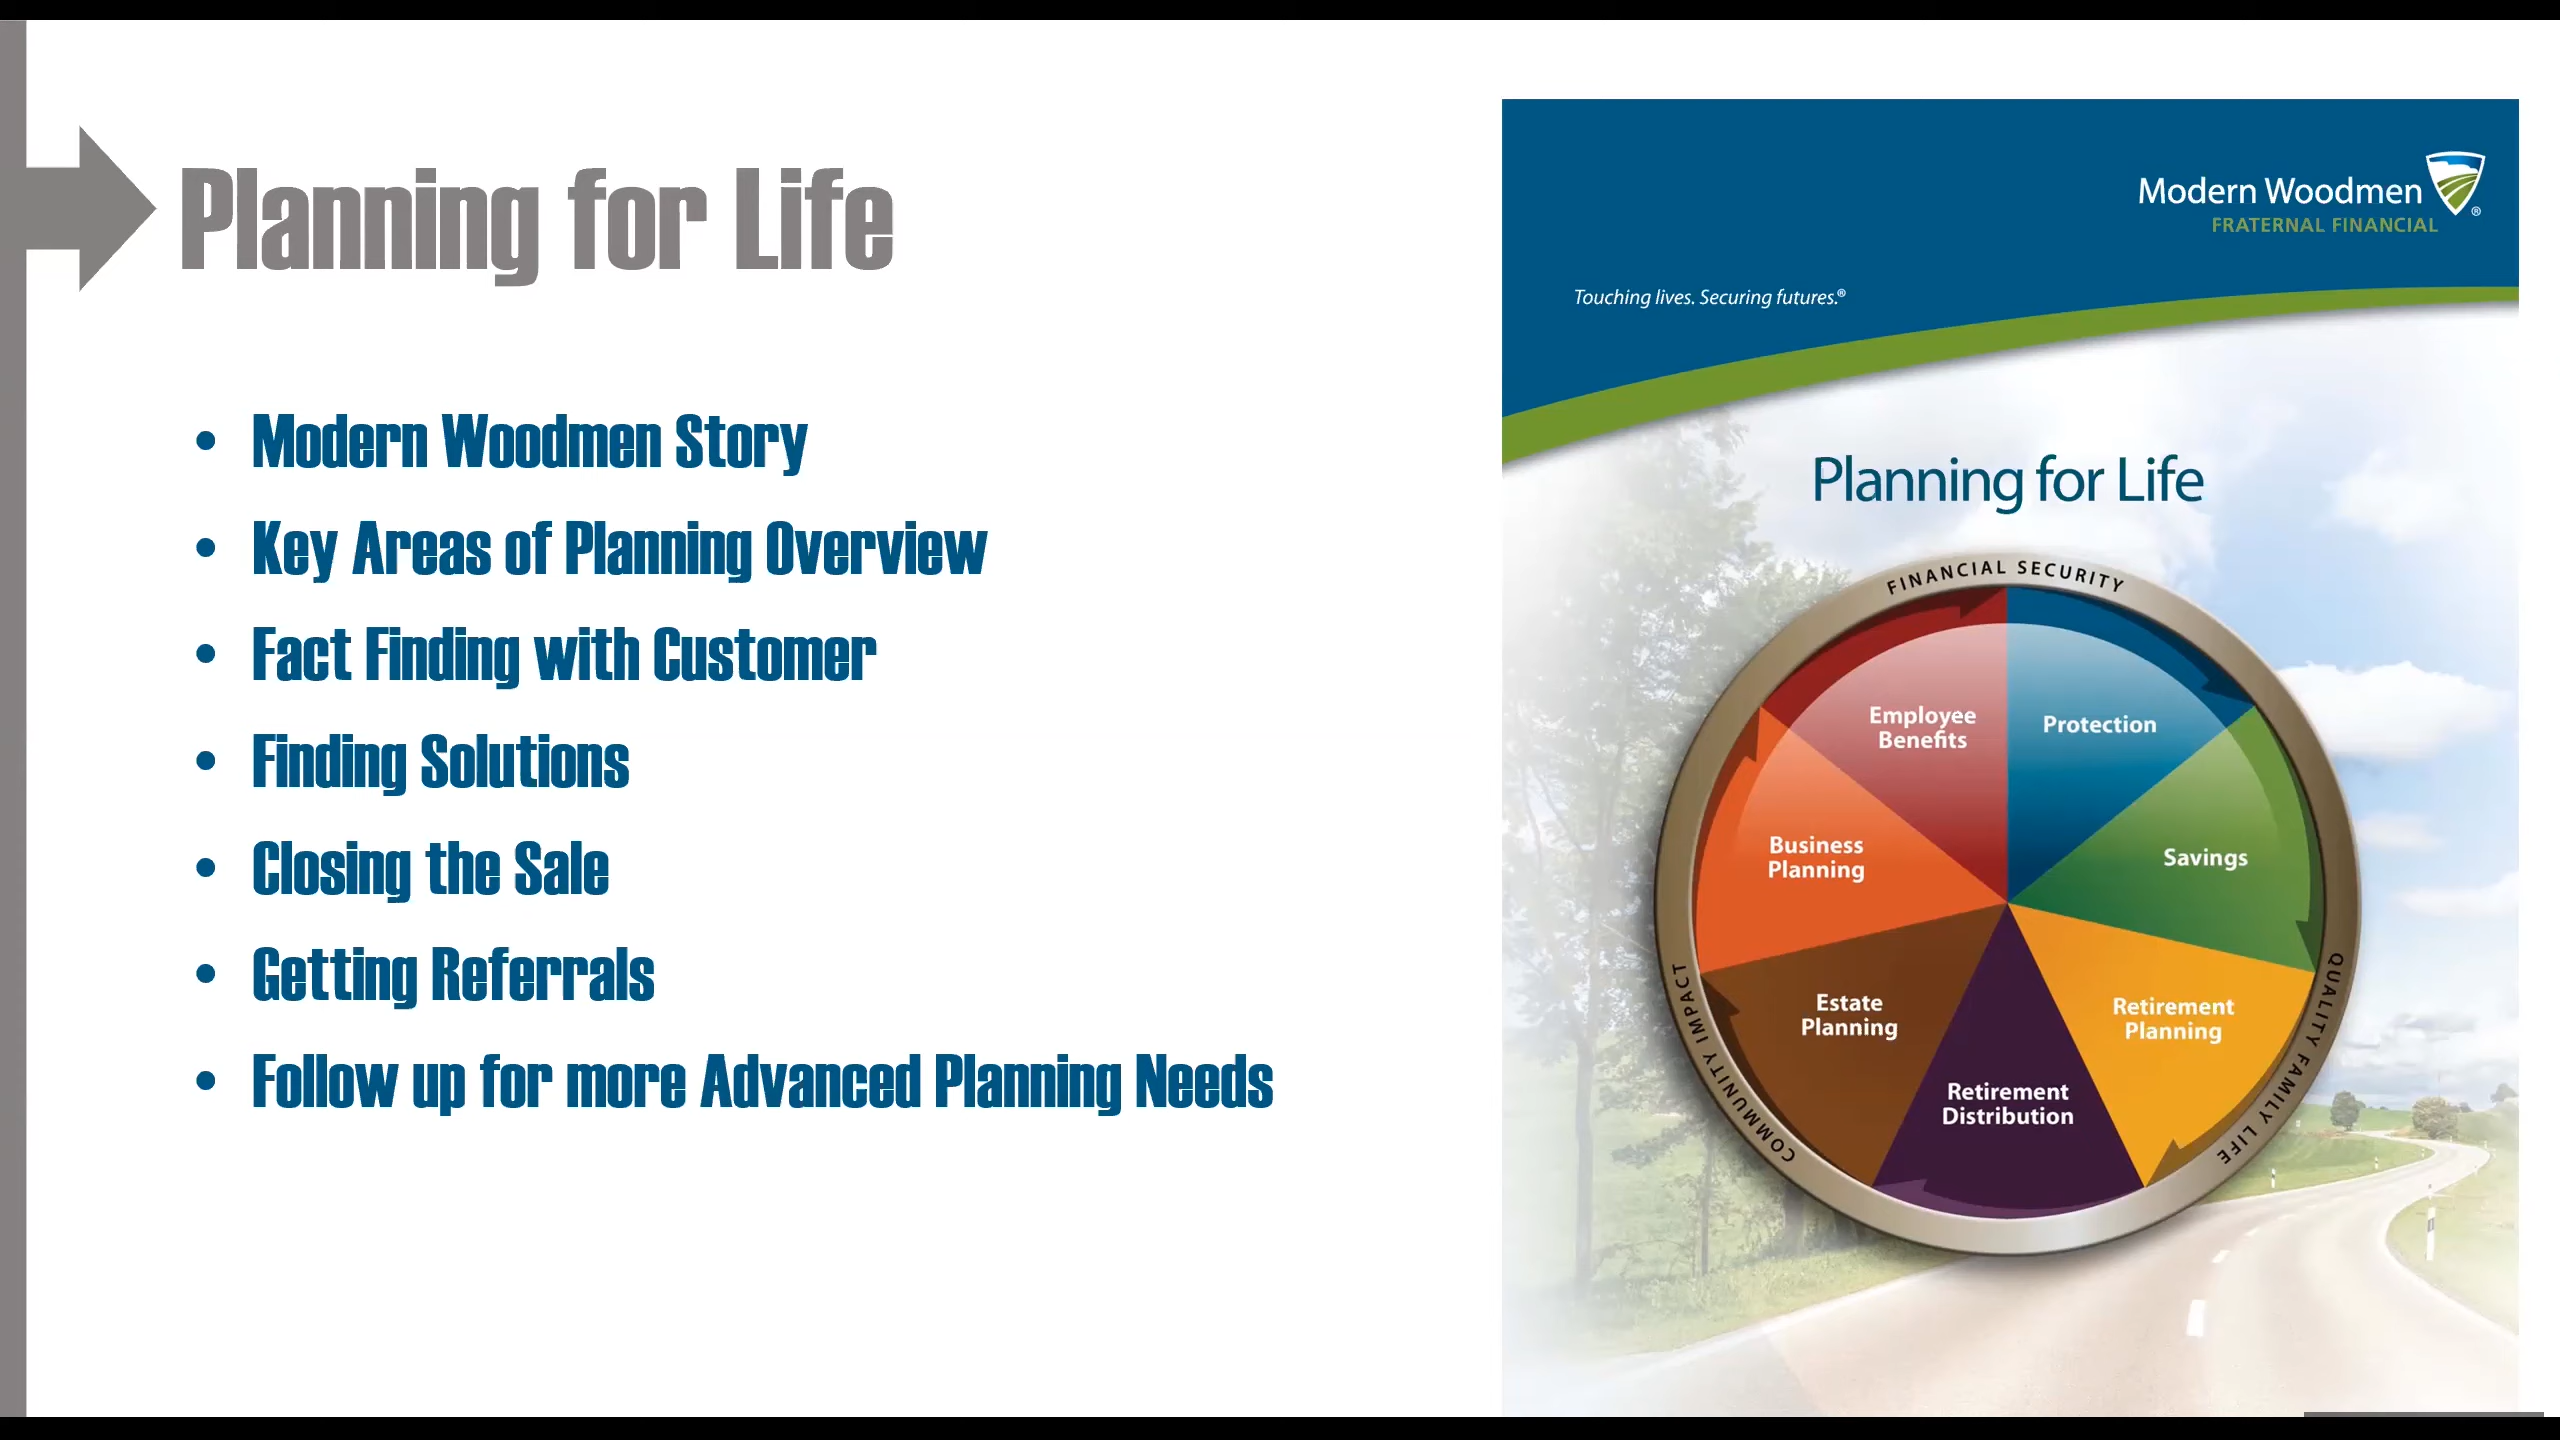 Planning for Life
• Modern Woodmen Story
• Key Areas of Planning Overview
• Fact Finding with Customer
• Finding Solutions
• Closing the Sale
• Getting Referrals
• Follow up for more Advanced Planning Needs
Modern Woodmen®
FRATERNAL FINANCIAL
Touching lives. Securing futures.®
Planning for Life
FINANCIAL SECURITY
Employee
Benefits
Protection
Business
Planning
Savings
Estate
Planning
Retirement
Planning
Retirement
Distribution
COMMUNITY IMPACT
QUALITY FAMILY LIFE